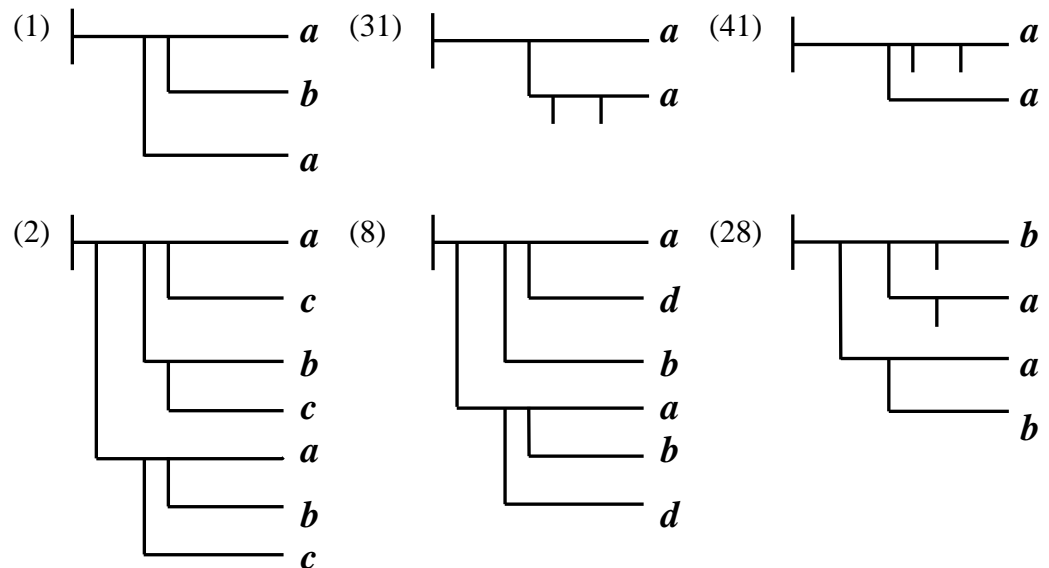 (1) a (31) a (41) a
b a a
a
(2) a (8) a (28) b
c d a
b b a
c a b
a b
b d
c